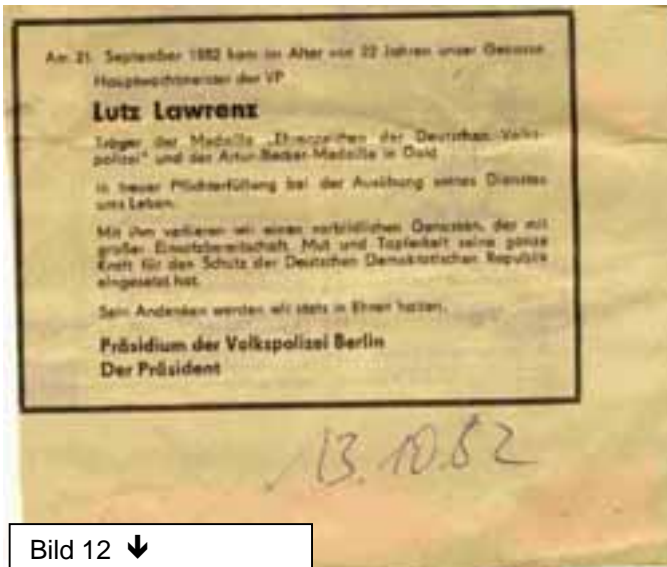 Am 21. September 1982 kam im Alter von 22 Jahren unser Genosse
Hauptwachtmeister der VP
Lutz Lawrenz
Träger der Medaille „Ehrenzeichen der Deutschen Volks-
polizei" und der Artur-Becker-Medaille in Gold
in treuer Pflichterfüllung bei der Ausübung seines Dienstes
ums Leben.
Mit ihm verlieren wir einen vorbildlichen Genossen, der mit
großer Einsatzbereitschaft, Mut und Tapferkeit seine ganze
Kraft für den Schutz der Deutschen Demokratischen Republik
eingesetzt hat.
Sein Andenken werden wir stets in Ehren halten.
Präsidium der Volkspolizei Berlin
Der Präsident
13.10.82
Bild 12 ↓